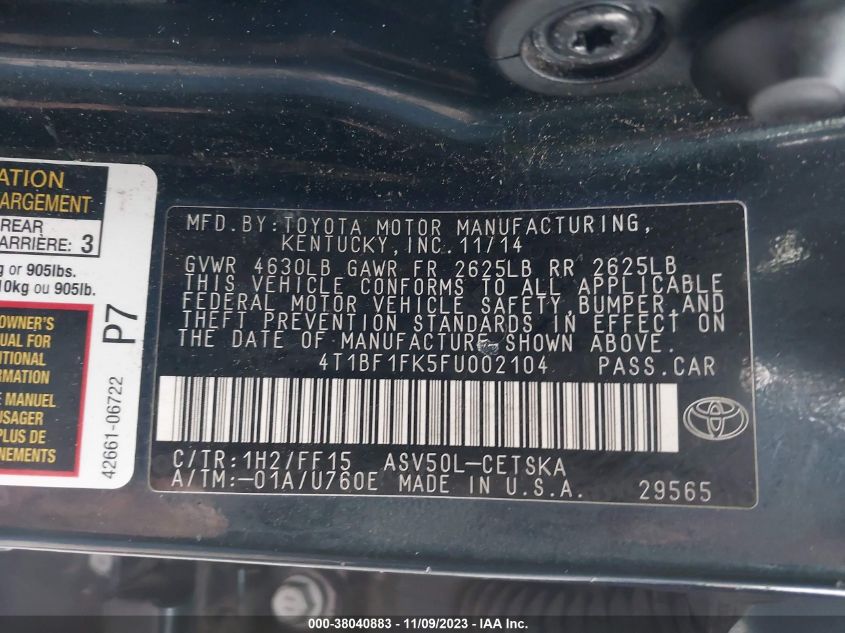 ATION
CHARGEMENT
REAR
ARRIÈRE: 3
g or 905lbs.
10kg ou 905lb.
OWNER'S
UAL FOR
ITIONAL
RMATION
E MANUEL
USAGER
PLUS DE
NEMENTS
P7
42661-06722
MFD.BY:TOYOTA MOTOR MANUFACTURING,
KENTUCKY,INC.11/14
GVWR 4630LB GAWR FR 2625LB RR 2625LB
THIS VEHICLE CONFORMS TO ALL APPLICABLE
FEDERAL MOTOR VEHICLE SAFETY,BUMPER,AND
THEFT PREVENTION STANDARDS IN EFFECT ON
THE DATE OF MANUFACTURE SHOWN ABOVE.
4T1BF1FK5FU002104 PASS.CAR
C/TR:1H2/FF15 ASV50L-CETSKA
A/TM:-01A/U760E MADE IN U.S.A. 29565
000-38040883 - 11/09/2023 - IAA Inc.